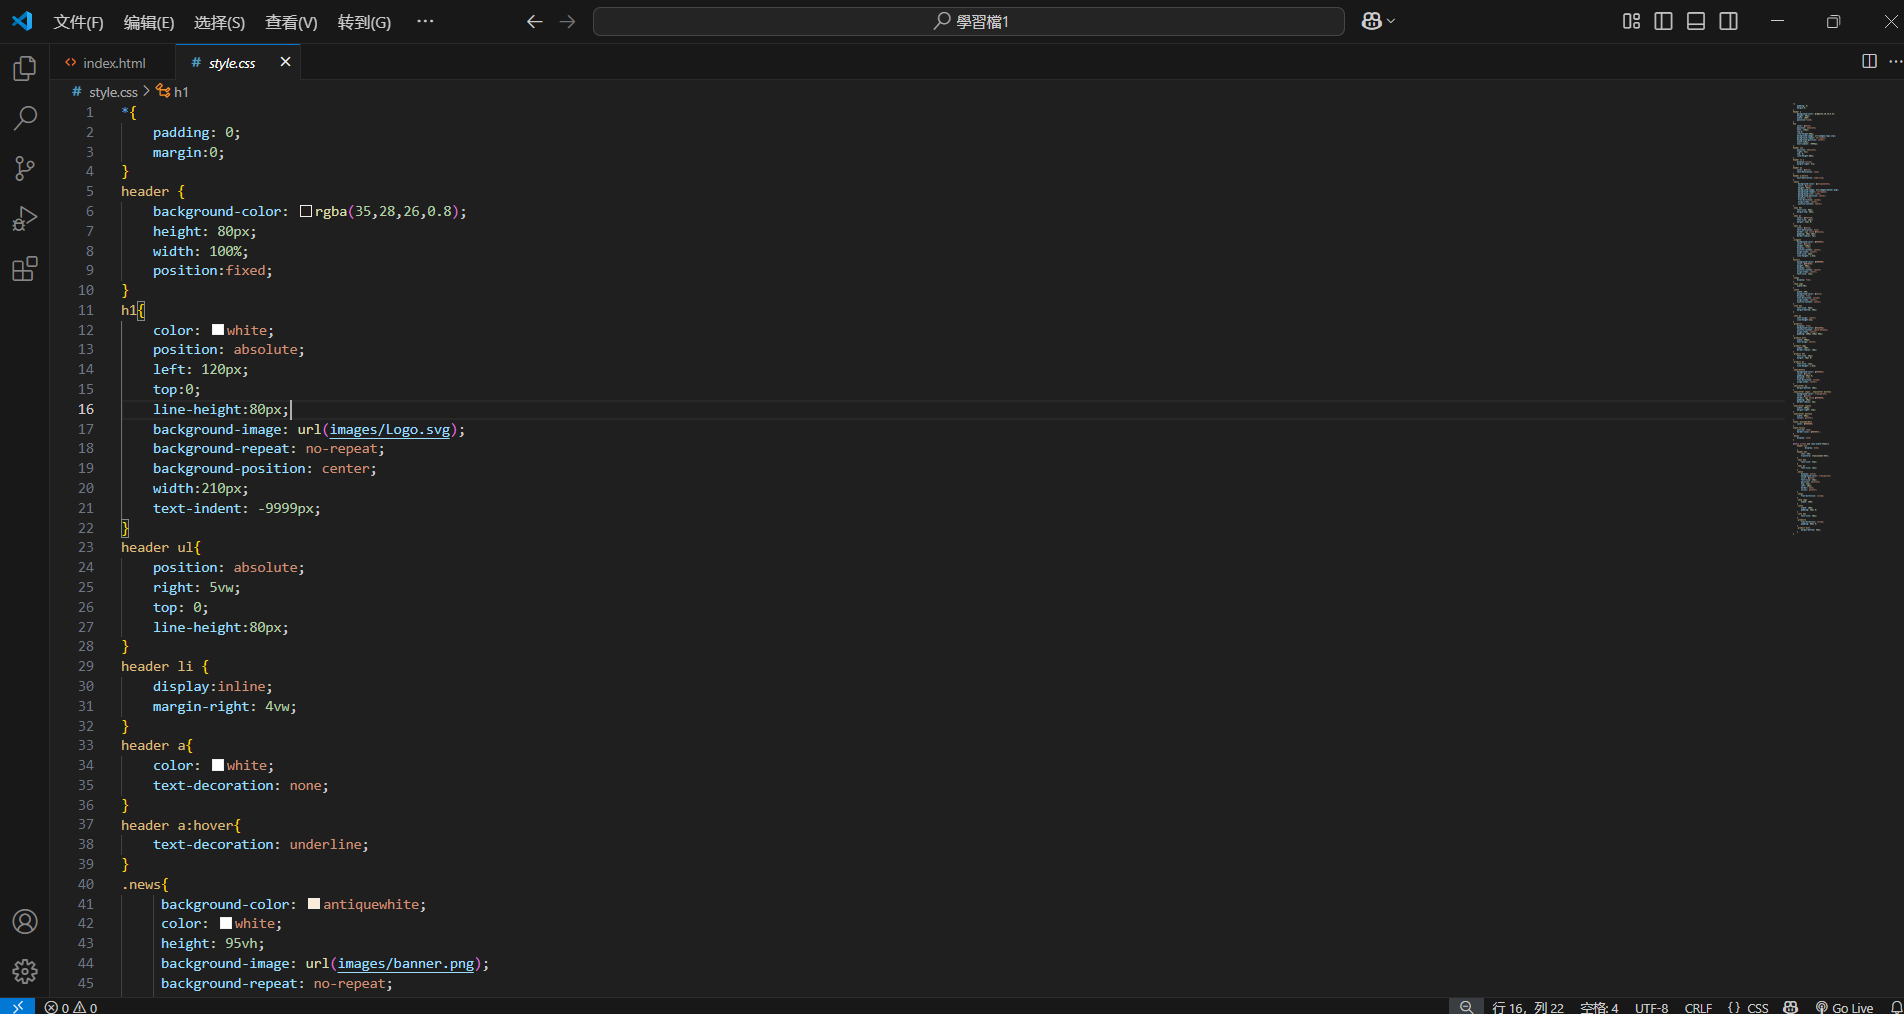 文件(F) 编辑(E) 选择(S) 查看(V) 转到(G) ··· 學習檔1
index.html # style.css
# style.css > h1
1 *{
2 padding: 0;
3 margin:0;
4 }
5 header {
6 background-color: rgba(35,28,26,0.8);
7 height: 80px;
8 width: 100%;
9 position:fixed;
10 }
11 h1{
12 color: white;
13 position: absolute;
14 left: 120px;
15 top:0;
16 line-height:80px;
17 background-image: url(images/Logo.svg);
18 background-repeat: no-repeat;
19 background-position: center;
20 width:210px;
21 text-indent: -9999px;
22 }
23 header ul{
24 position: absolute;
25 right: 5vw;
26 top: 0;
27 line-height:80px;
28 }
29 header li {
30 display:inline;
31 margin-right: 4vw;
32 }
33 header a{
34 color: white;
35 text-decoration: none;
36 }
37 header a:hover{
38 text-decoration: underline;
39 }
40 .news{
41 background-color: antiquewhite;
42 color: white;
43 height: 95vh;
44 background-image: url(images/banner.png);
45 background-repeat: no-repeat;
0 0 行 16，列 22 空格: 4 UTF-8 CRLF {} CSS Go Live